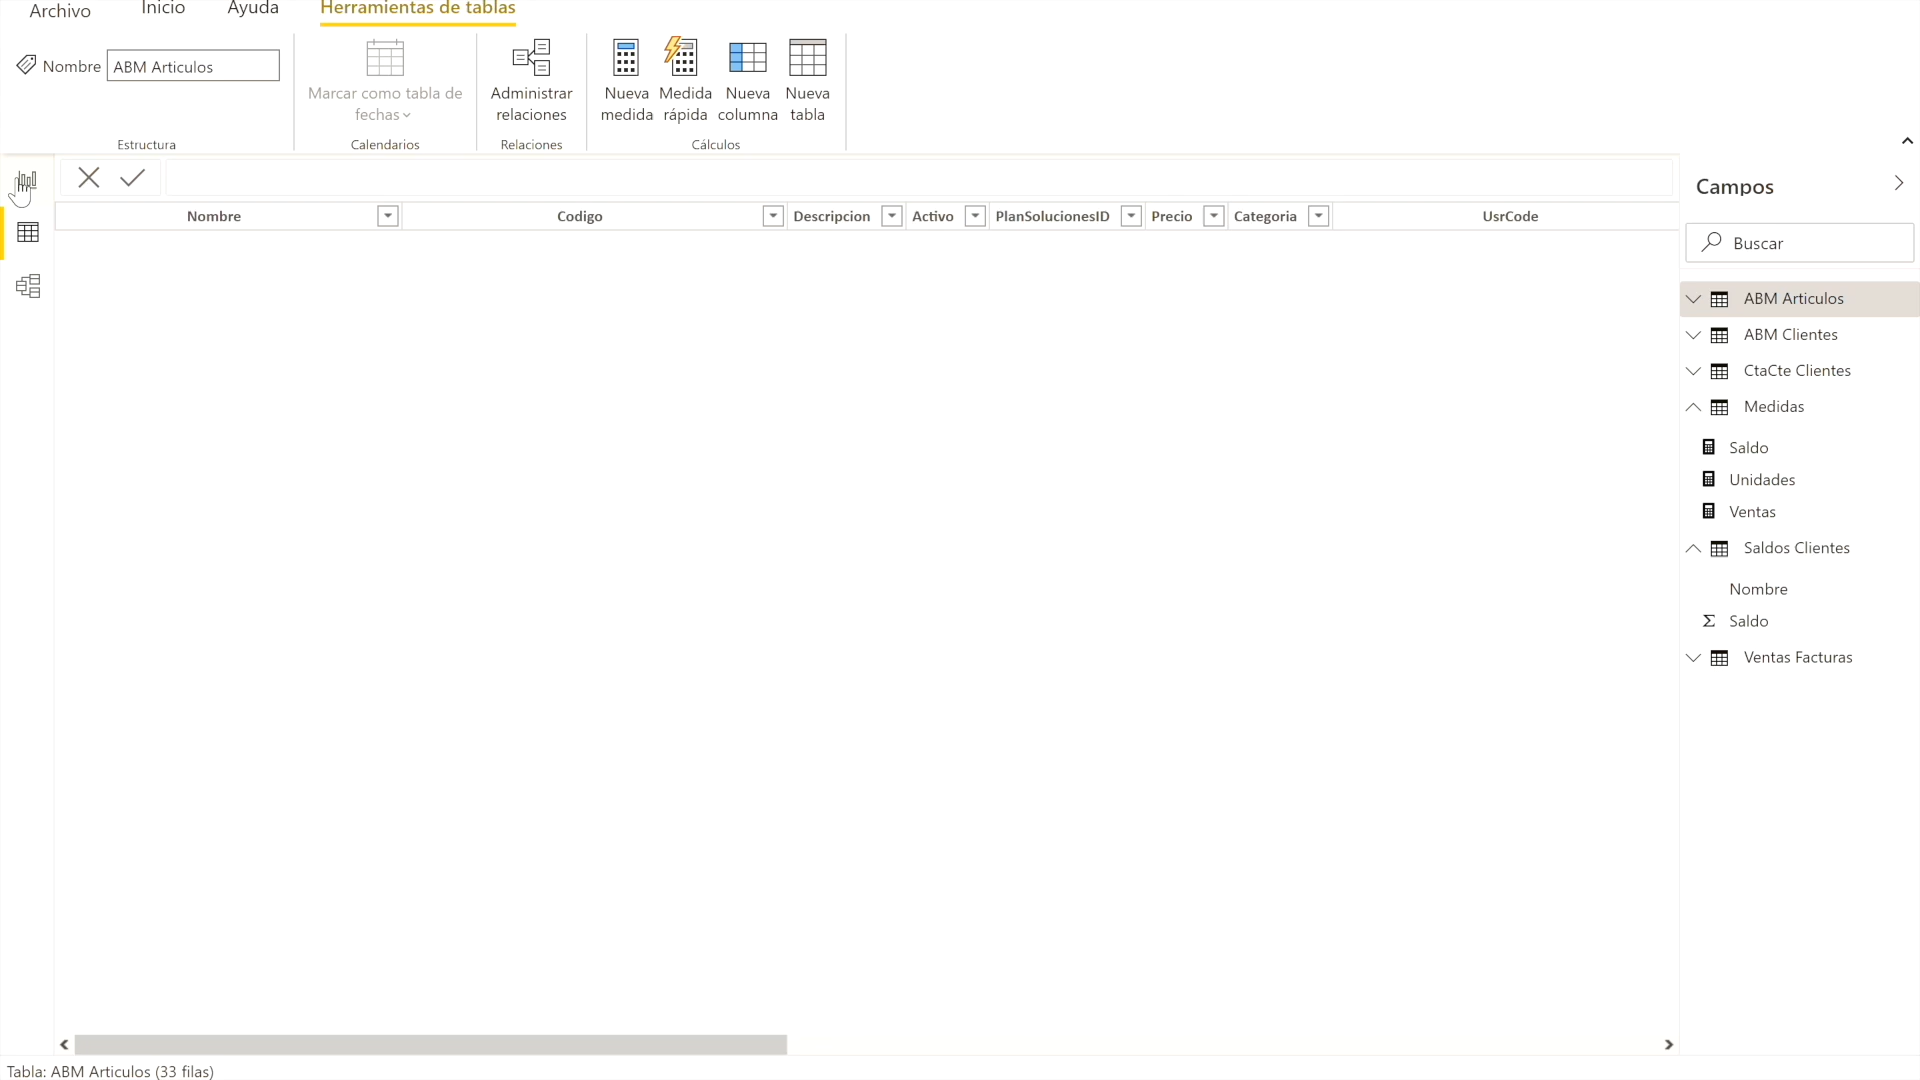 Archivo Inicio Ayuda Herramientas de tablas
Nombre ABM Articulos
Marcar como tabla de
fechas
Administrar
relaciones
Nueva
medida
Medida
rápida
Nueva
columna
Nueva
tabla
Estructura Calendarios Relaciones Cálculos
Nombre Codigo Descripcion Activo PlanSolucionesID Precio Categoria UsrCode
Campos
Buscar
ABM Articulos
ABM Clientes
CtaCte Clientes
Medidas
Saldo
Unidades
Ventas
Saldos Clientes
Nombre
Σ Saldo
Ventas Facturas
Tabla: ABM Articulos (33 filas)